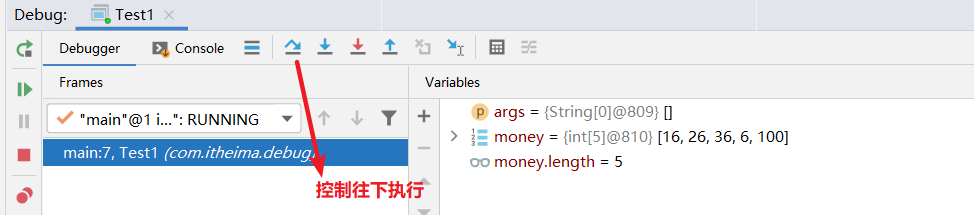 Debug: Test1
Debugger Console
Frames
Variables
"main"@1 i...": RUNNING
main:7, Test1 (com.itheima.debug)
args = {String[0]@809} []
money = {int[5]@810} [16, 26, 36, 6, 100]
money.length = 5
控制往下执行